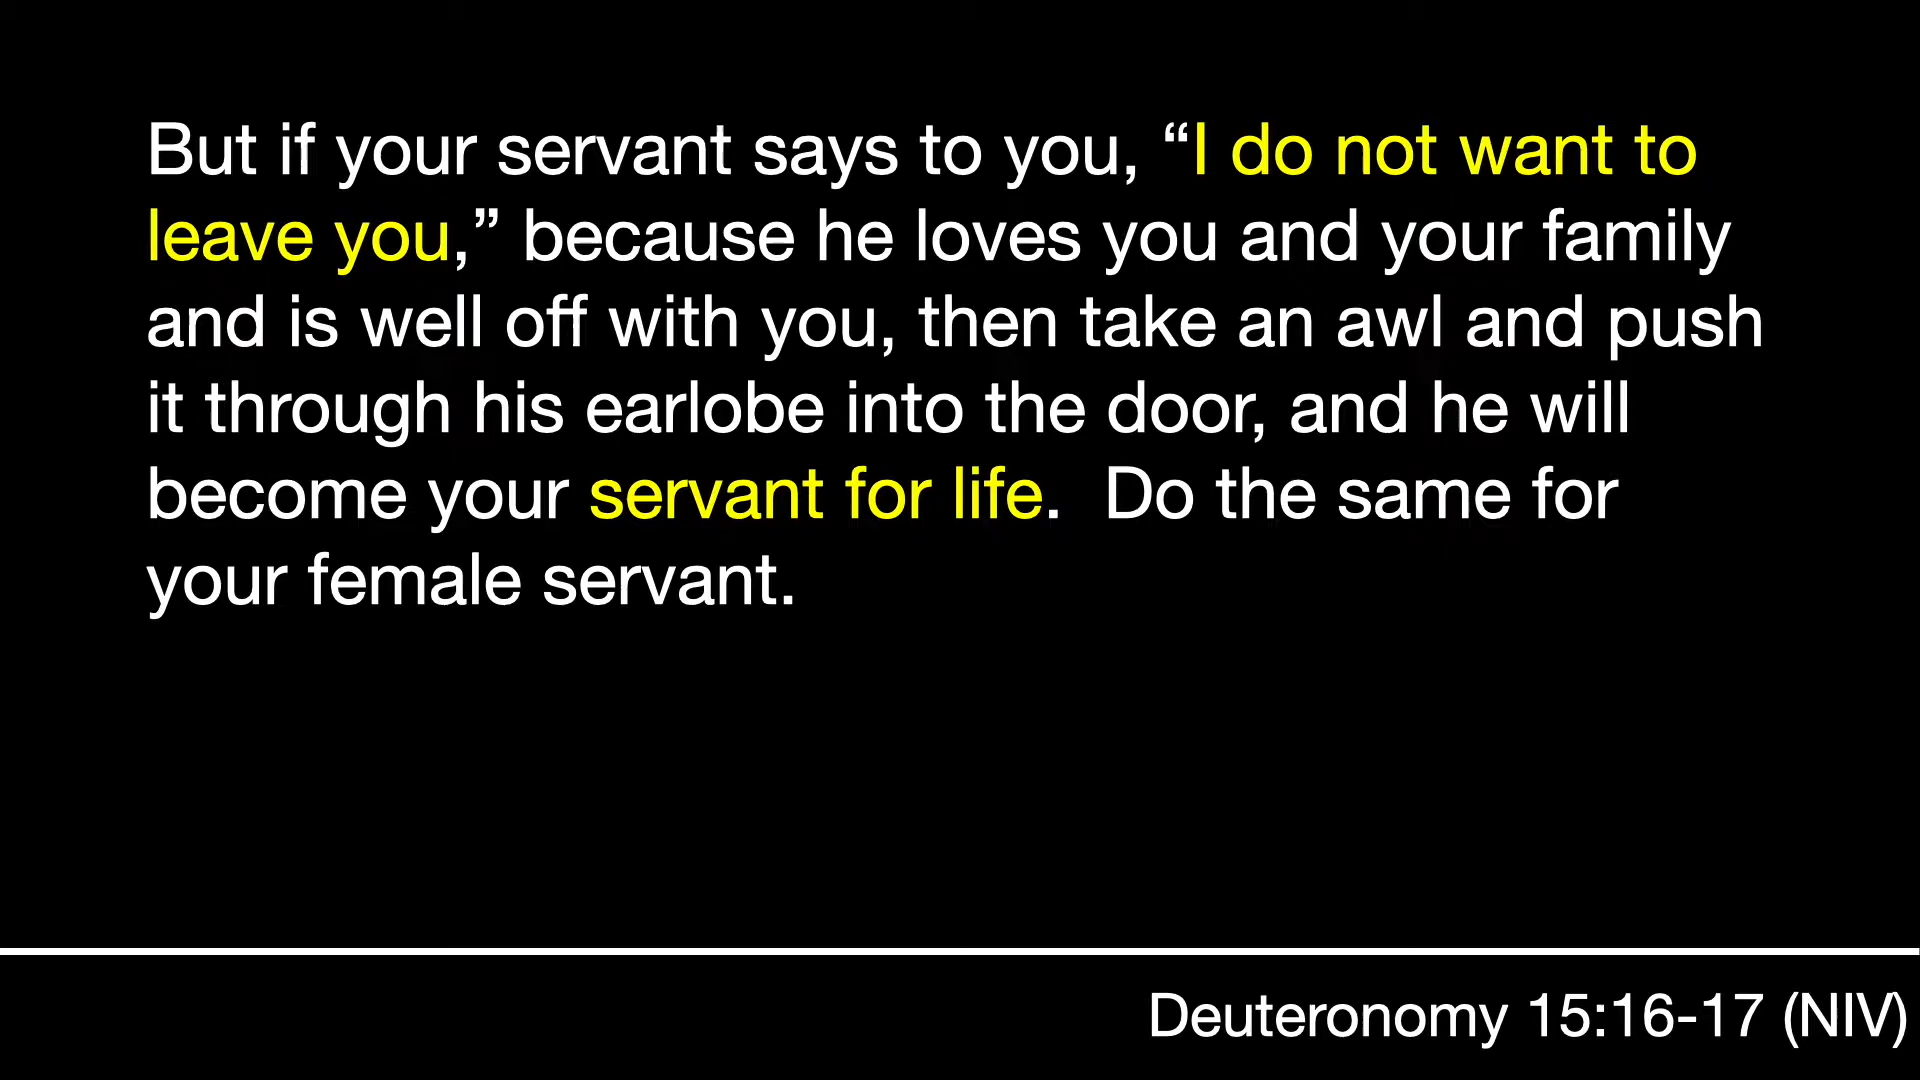 But if your servant says to you, “I do not want to
leave you,” because he loves you and your family
and is well off with you, then take an awl and push
it through his earlobe into the door, and he will
become your servant for life.  Do the same for
your female servant.
Deuteronomy 15:16-17 (NIV)